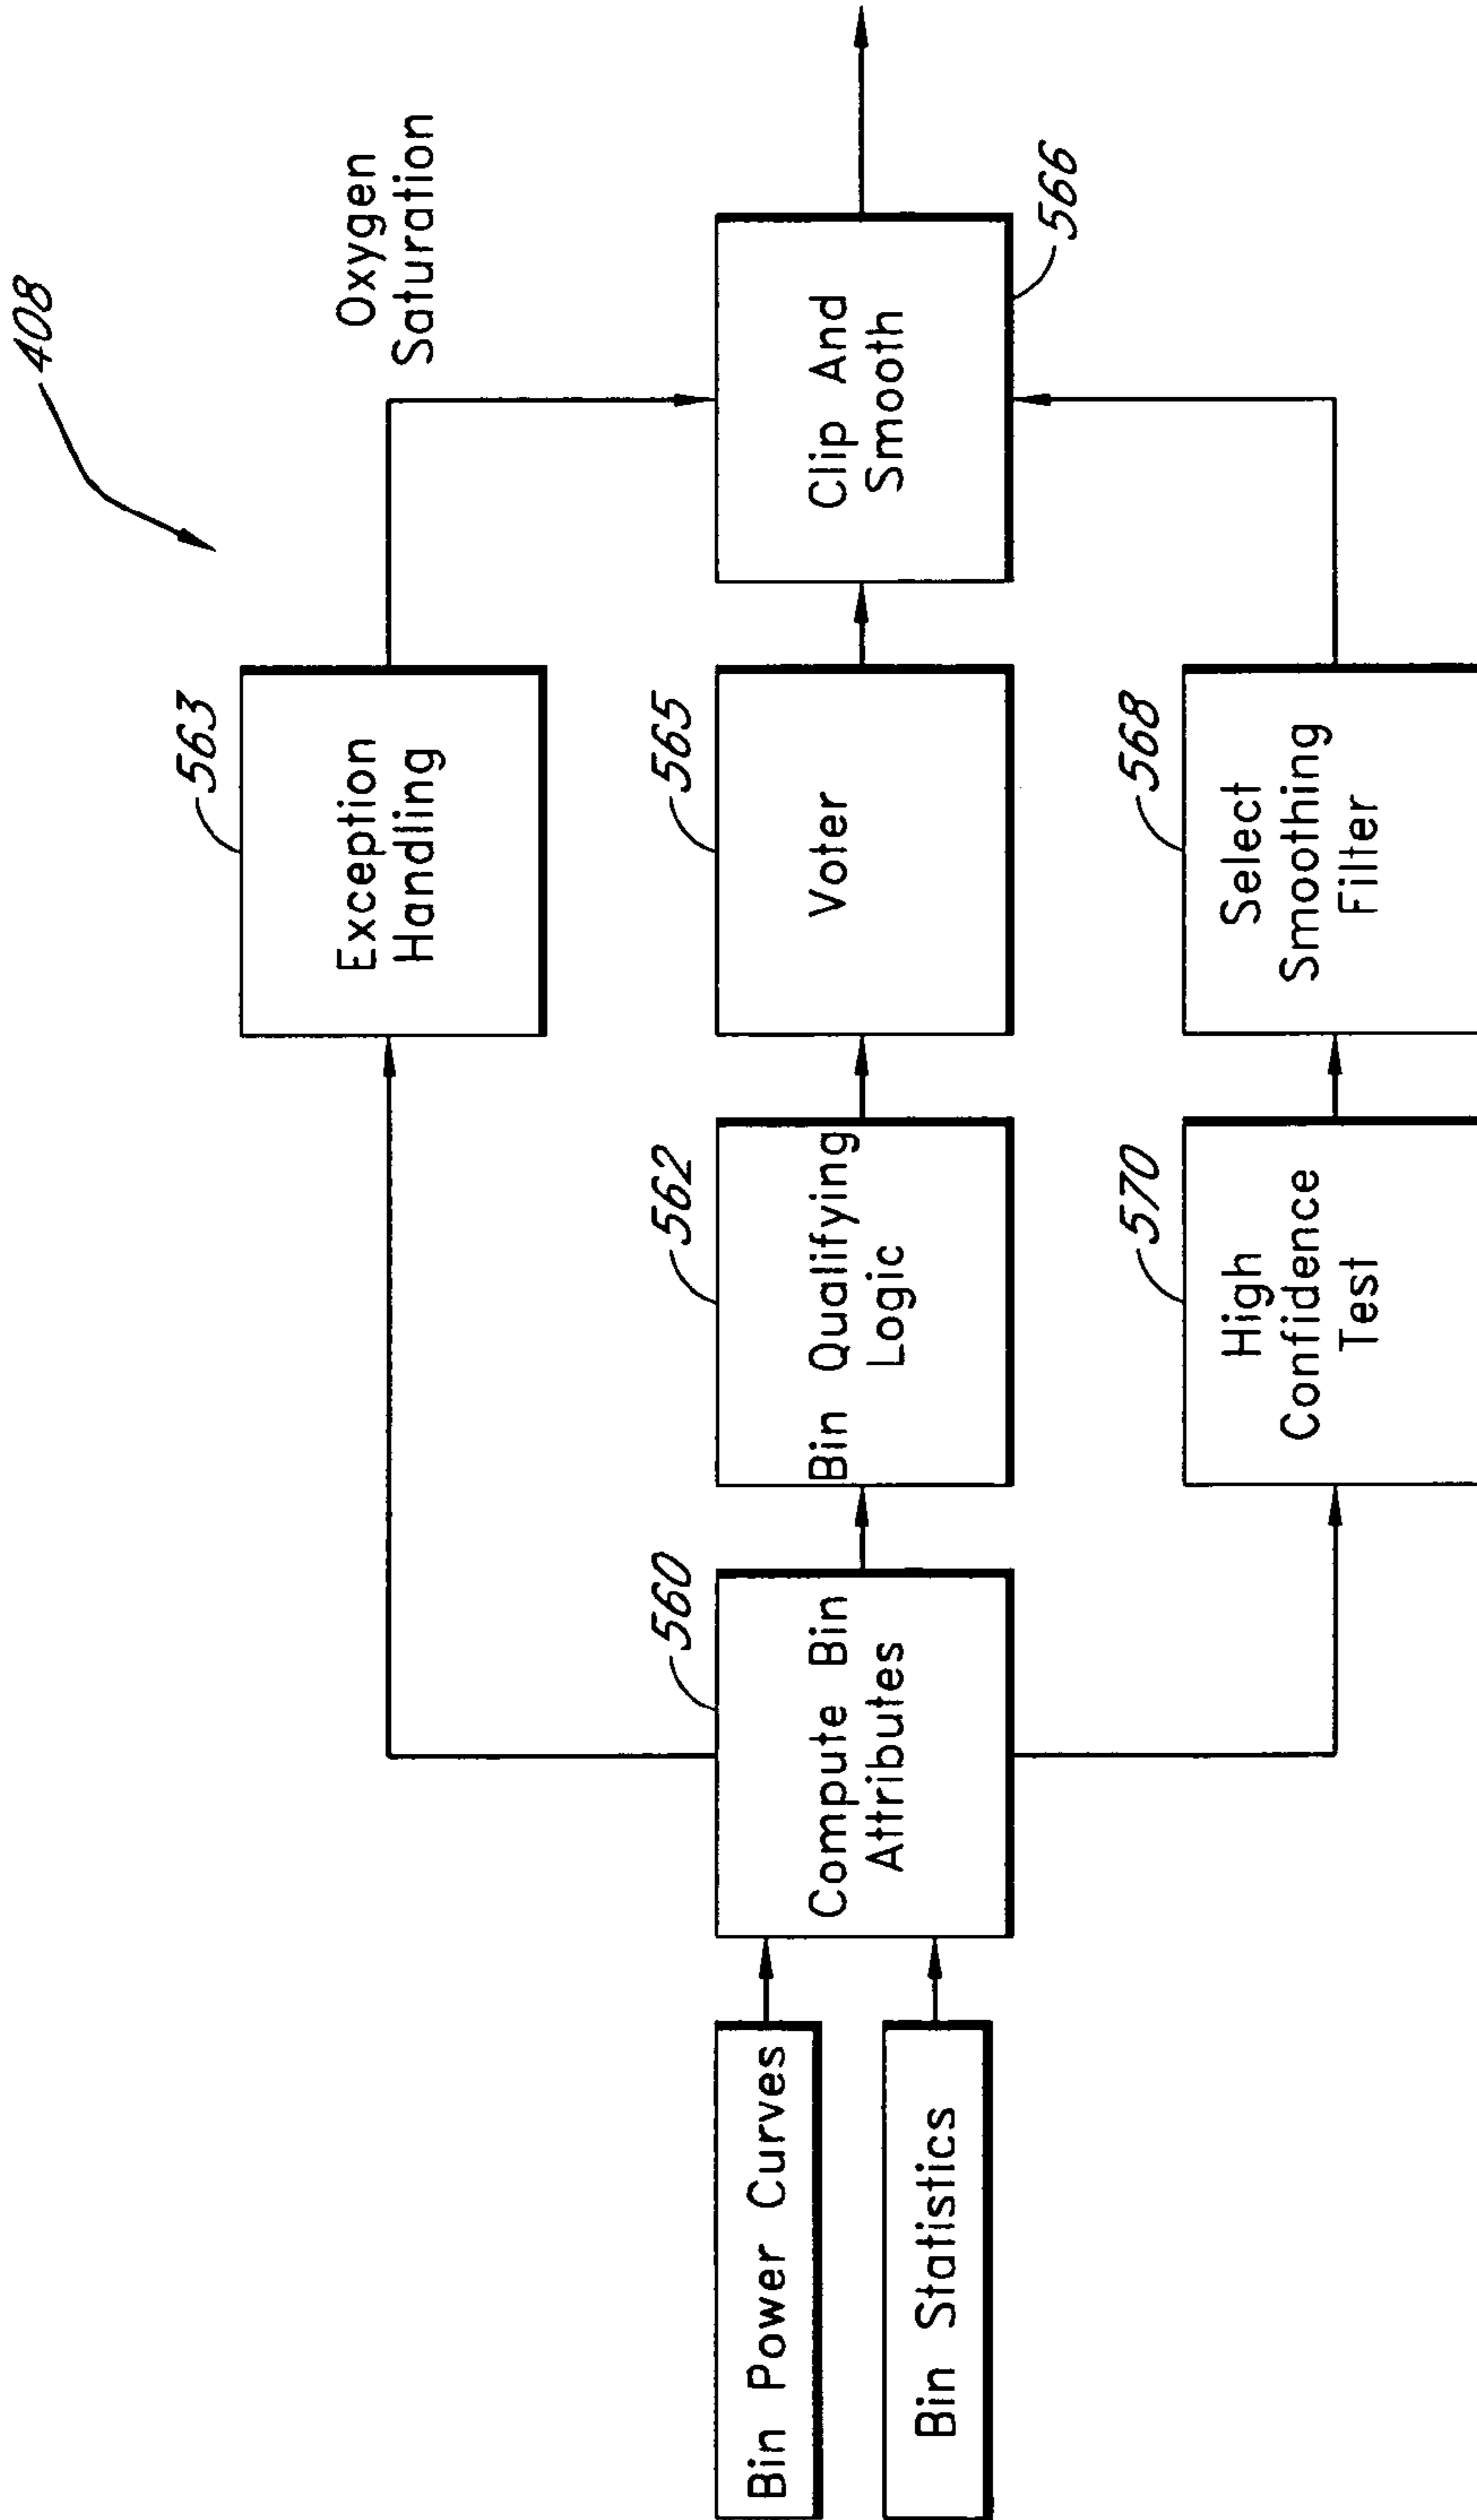 408
Oxygen
Saturation
563
Exception
Handling
Bin Power Curves
Bin Statistics
560
Compute Bin
Attributes
562
Bin Qualifying
Logic
565
Voter
Clip And
Smooth
566
570
High
Confidence
Test
568
Select
Smoothing
Filter